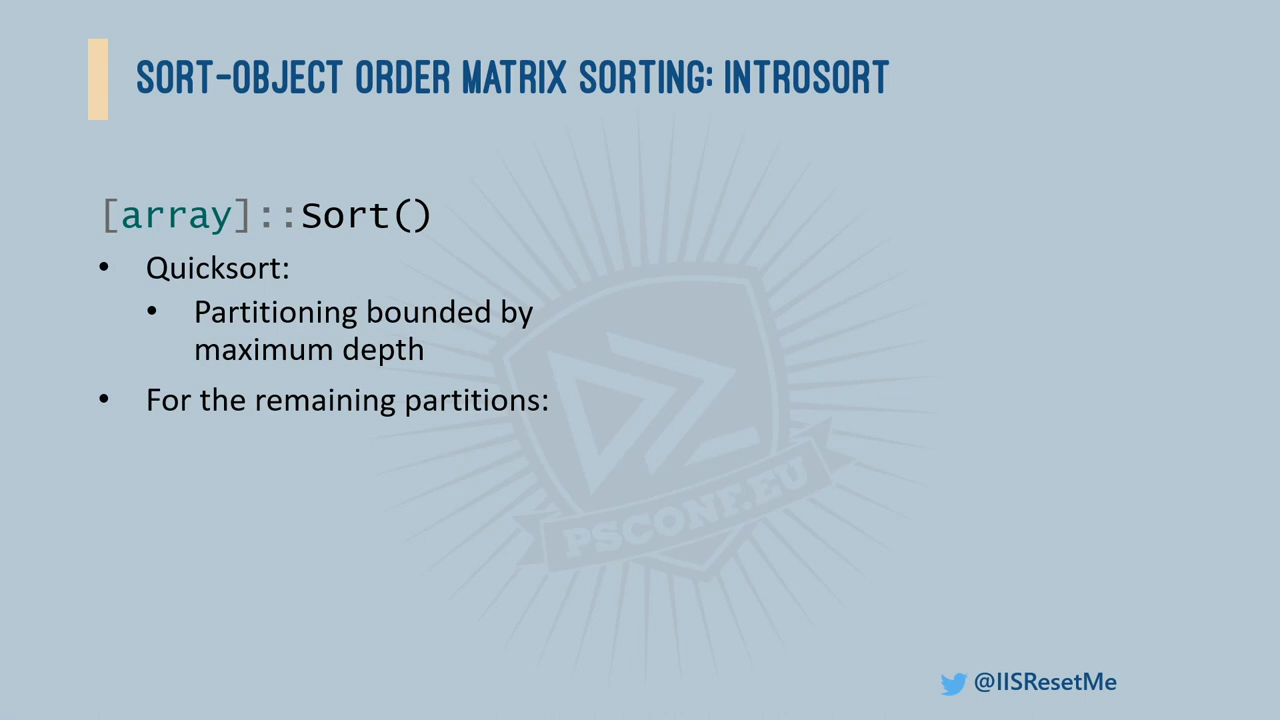 SORT-OBJECT ORDER MATRIX SORTING: INTROSORT
[array]::Sort()
• Quicksort:
• Partitioning bounded by
maximum depth
• For the remaining partitions:
PSCONF.EU
@IISResetMe